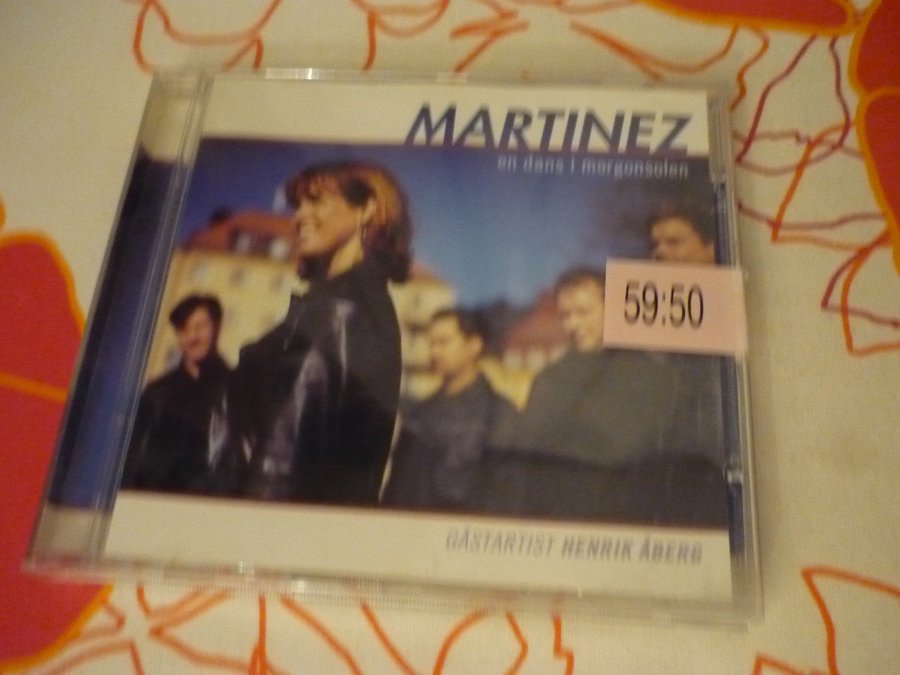 MARTINEZ
en dans i morgonsolen
59:50
GÄSTARTIST HENRIK ÅBERG